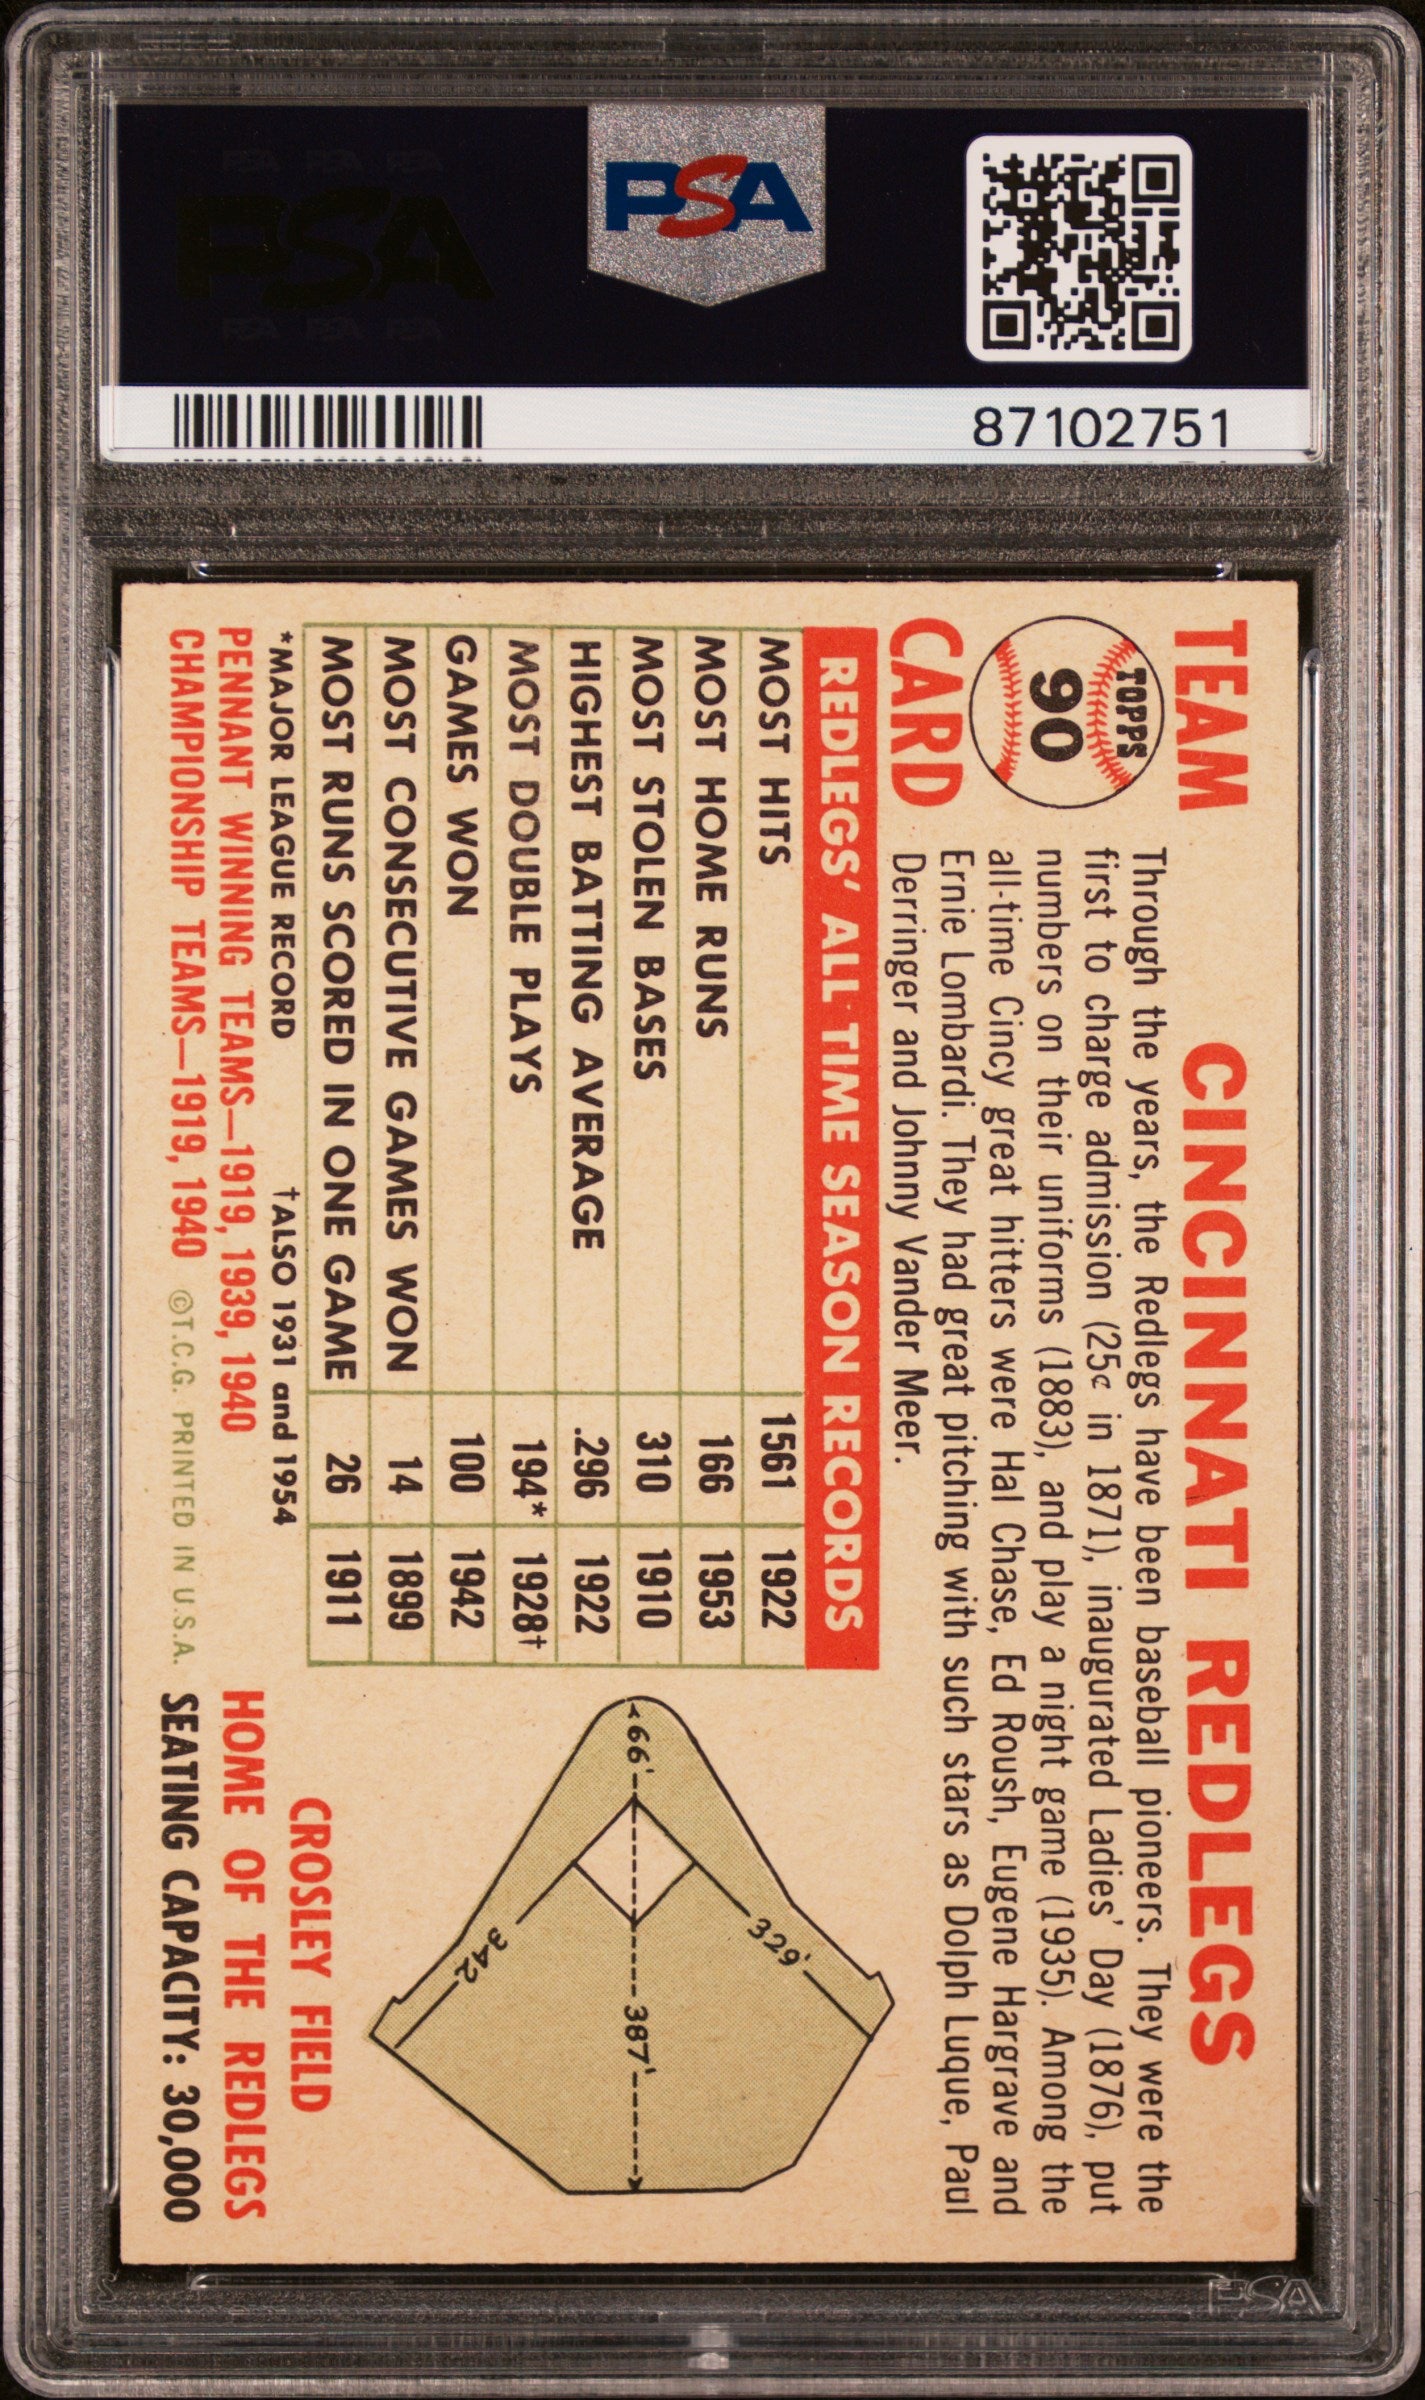 PSA PSA PSA
PSA
PSA PSA PSA
PSA
87102751
TEAM
TOPPS
90
CARD
CINCINNATI REDLEGS
Through the years, the Redlegs have been baseball pioneers. They were the
first to charge admission (25¢ in 1871), inaugurated Ladies' Day (1876), put
numbers on their uniforms (1883), and play a night game (1935). Among the
all-time Cincy great hitters were Hal Chase, Ed Roush, Eugene Hargrave and
Ernie Lombardi. They had great pitching with such stars as Dolph Luque, Paul
Derringer and Johnny Vander Meer.
REDLEGS' ALL TIME SEASON RECORDS
MOST HITS 1561 1922
MOST HOME RUNS 166 1953
MOST STOLEN BASES 310 1910
HIGHEST BATTING AVERAGE .296 1922
MOST DOUBLE PLAYS 194* 1928†
GAMES WON 100 1942
MOST CONSECUTIVE GAMES WON 14 1899
MOST RUNS SCORED IN ONE GAME 26 1911
*MAJOR LEAGUE RECORD †ALSO 1931 and 1954
PENNANT WINNING TEAMS—1919, 1939, 1940
CHAMPIONSHIP TEAMS—1919, 1940 ©T.C.G. PRINTED IN U.S.A.
329'
66'
387'
342
CROSLEY FIELD
HOME OF THE REDLEGS
SEATING CAPACITY: 30,000
PSA